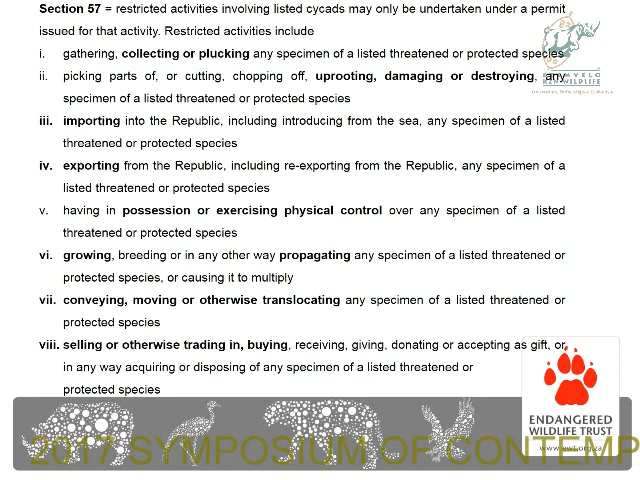 Section 57 = restricted activities involving listed cycads may only be undertaken under a permit
issued for that activity. Restricted activities include
i. gathering, collecting or plucking any specimen of a listed threatened or protected species
ii. picking parts of, or cutting, chopping off, uprooting, damaging or destroying, any
specimen of a listed threatened or protected species
iii. importing into the Republic, including introducing from the sea, any specimen of a listed
threatened or protected species
iv. exporting from the Republic, including re-exporting from the Republic, any specimen of a
listed threatened or protected species
v. having in possession or exercising physical control over any specimen of a listed
threatened or protected species
vi. growing, breeding or in any other way propagating any specimen of a listed threatened or
protected species, or causing it to multiply
vii. conveying, moving or otherwise translocating any specimen of a listed threatened or
protected species
viii. selling or otherwise trading in, buying, receiving, giving, donating or accepting as gift, or
in any way acquiring or disposing of any specimen of a listed threatened or
protected species
EZEMVELO
KZN WILDLIFE
ENDANGERED
WILDLIFE TRUST
www.ewt.org.za
2017 SYMPOSIUM OF CONTEMP